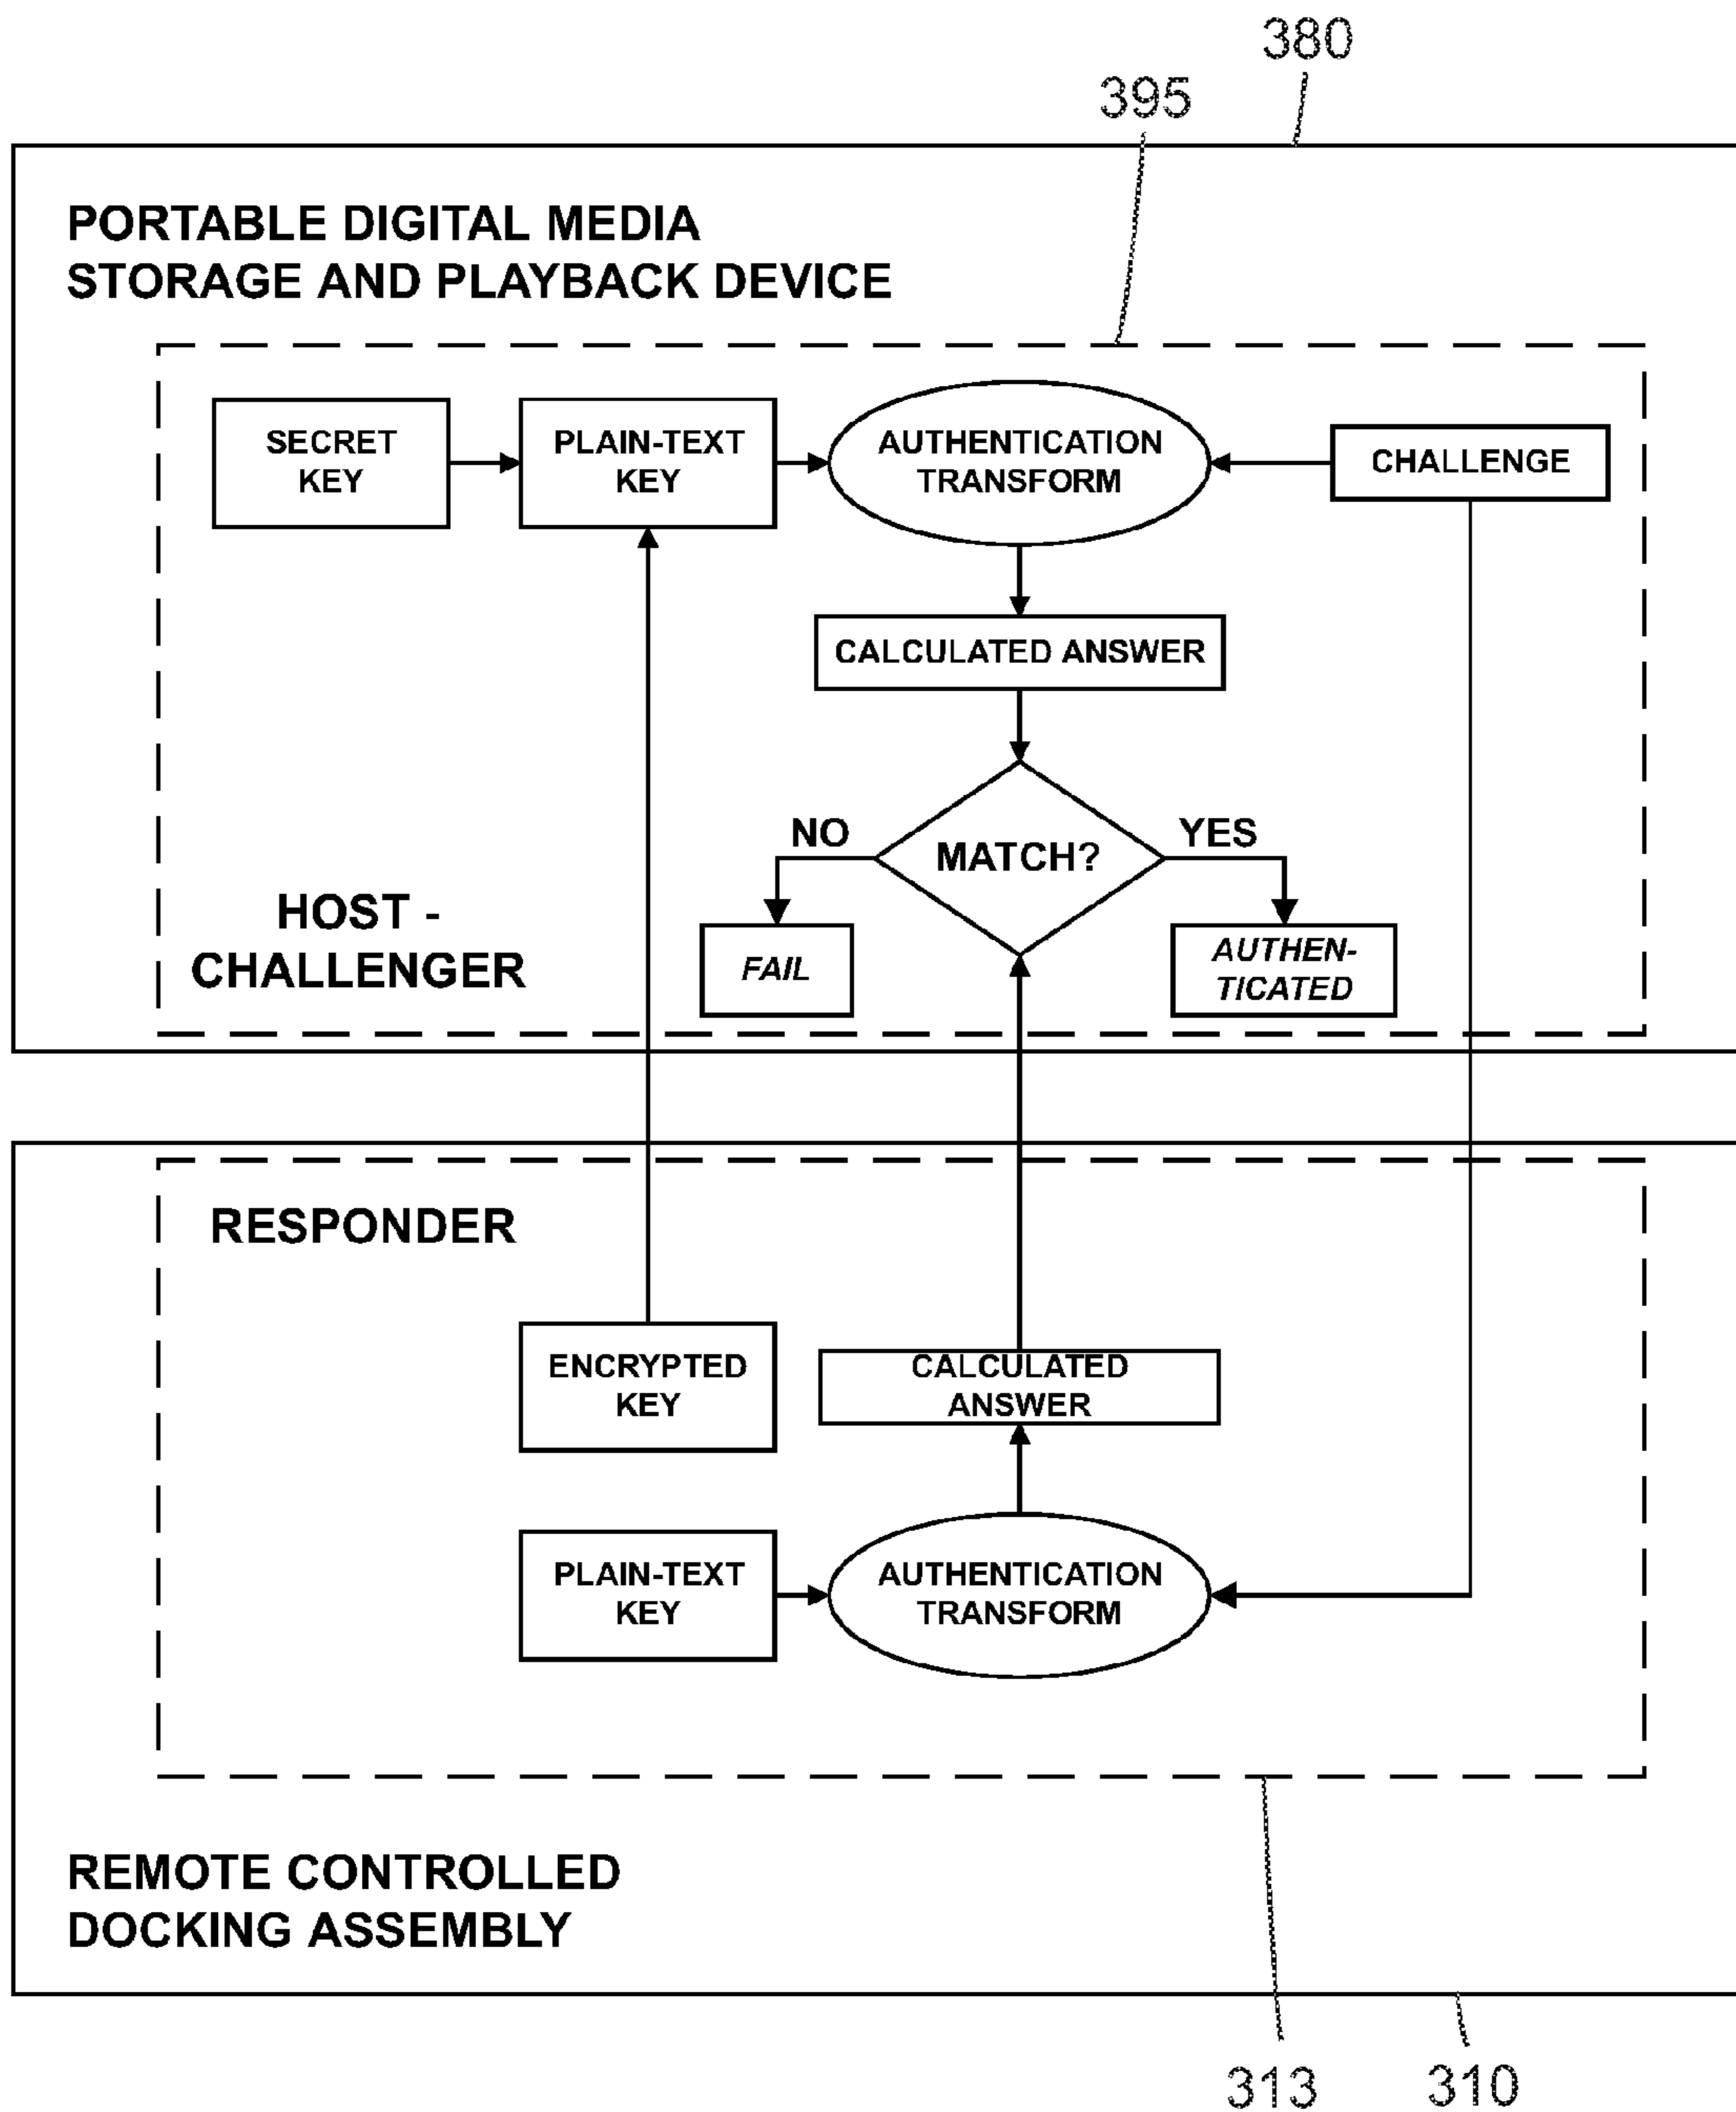 380
395
PORTABLE DIGITAL MEDIA
STORAGE AND PLAYBACK DEVICE
SECRET
KEY
PLAIN-TEXT
KEY
AUTHENTICATION
TRANSFORM
CHALLENGE
CALCULATED ANSWER
NO
MATCH?
YES
HOST -
CHALLENGER
FAIL
AUTHEN-
TICATED
RESPONDER
ENCRYPTED
KEY
CALCULATED
ANSWER
PLAIN-TEXT
KEY
AUTHENTICATION
TRANSFORM
REMOTE CONTROLLED
DOCKING ASSEMBLY
313
310